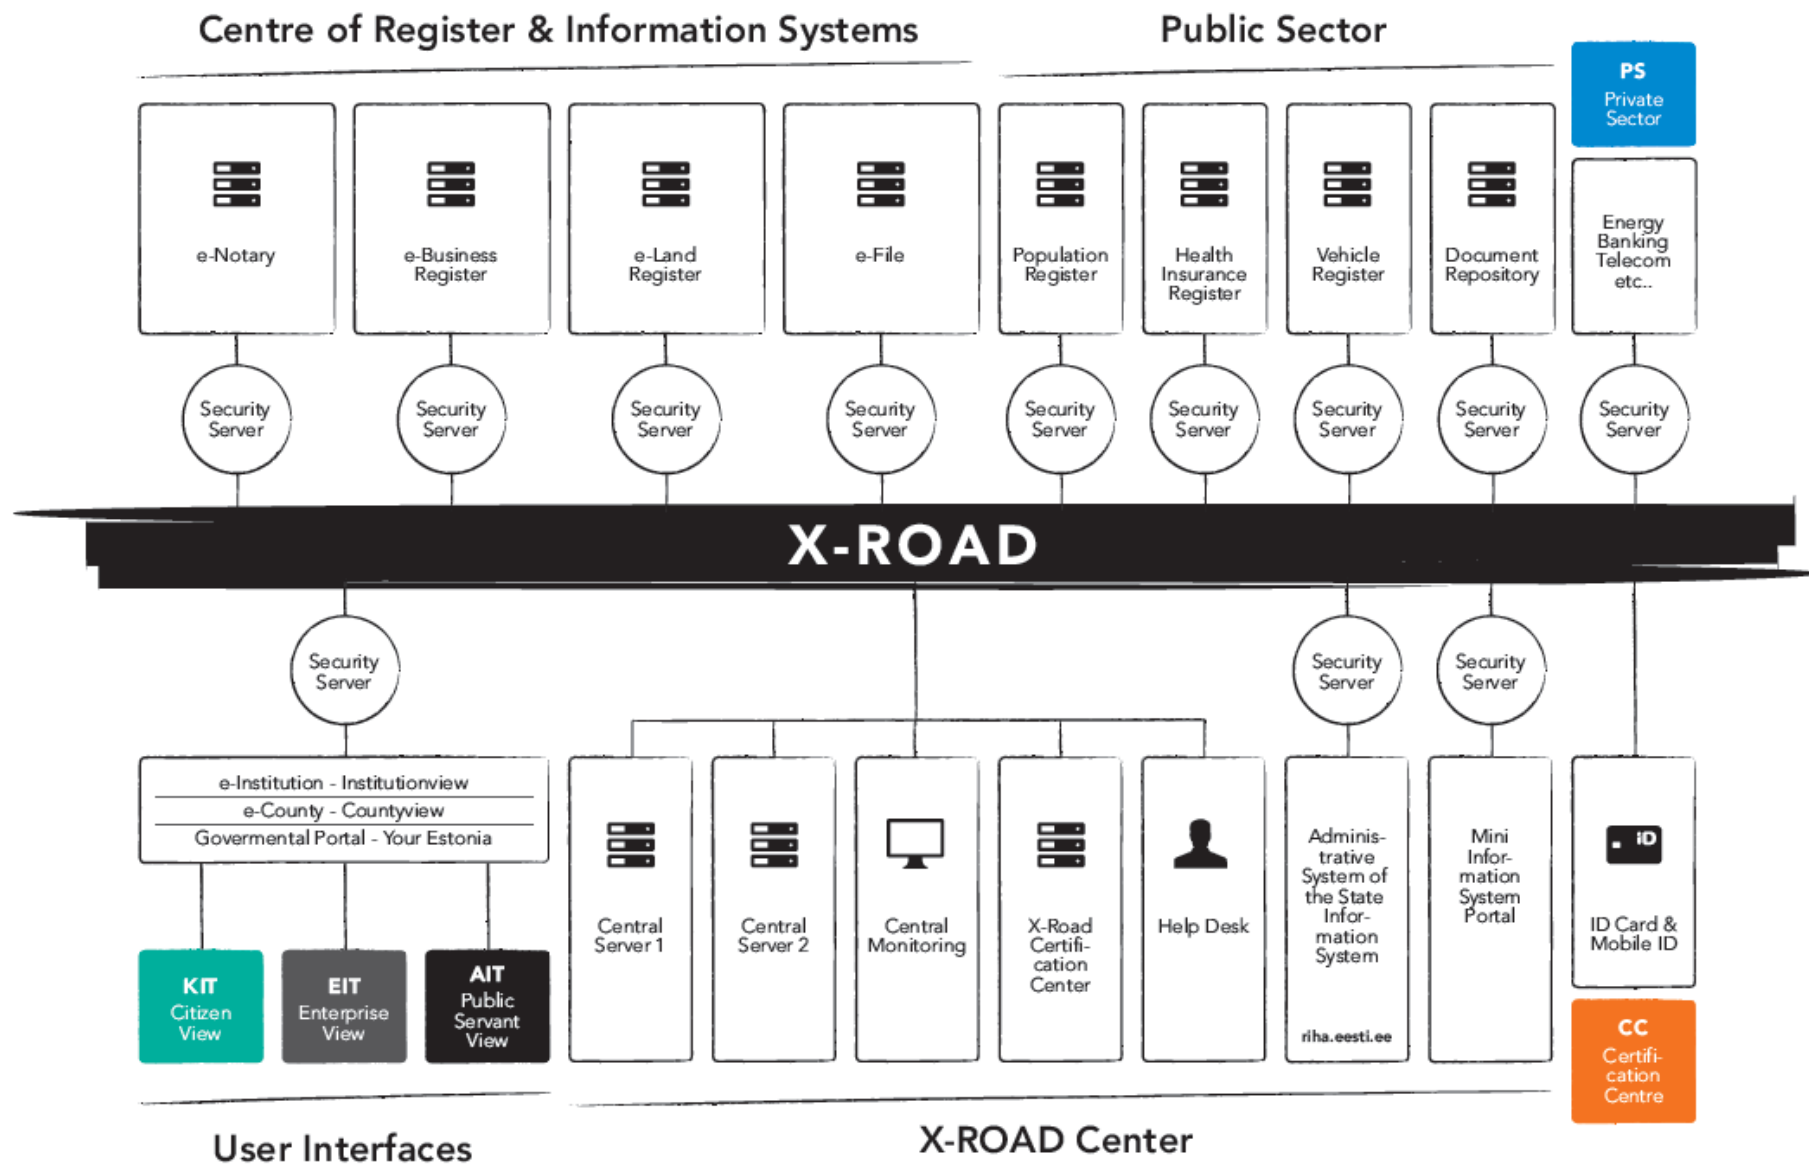 Centre of Register & Information Systems
Public Sector
PS
Private
Sector
e-Notary
e-Business
Register
e-Land
Register
e-File
Population
Register
Health
Insurance
Register
Vehicle
Register
Document
Repository
Energy
Banking
Telecom
etc..
Security
Server
Security
Server
Security
Server
Security
Server
Security
Server
Security
Server
Security
Server
Security
Server
Security
Server
X-ROAD
Security
Server
Security
Server
Security
Server
e-Institution - Institutionview
e-County - Countyview
Govermental Portal - Your Estonia
KIT
Citizen
View
EIT
Enterprise
View
AIT
Public
Servant
View
Central
Server 1
Central
Server 2
Central
Monitoring
X-Road
Certifi-
cation
Center
Help Desk
Adminis-
trative
System of
the State
Infor-
mation
System
riha.eesti.ee
Mini
Infor-
mation
System
Portal
iD
ID Card &
Mobile ID
CC
Certifi-
cation
Centre
User Interfaces
X-ROAD Center